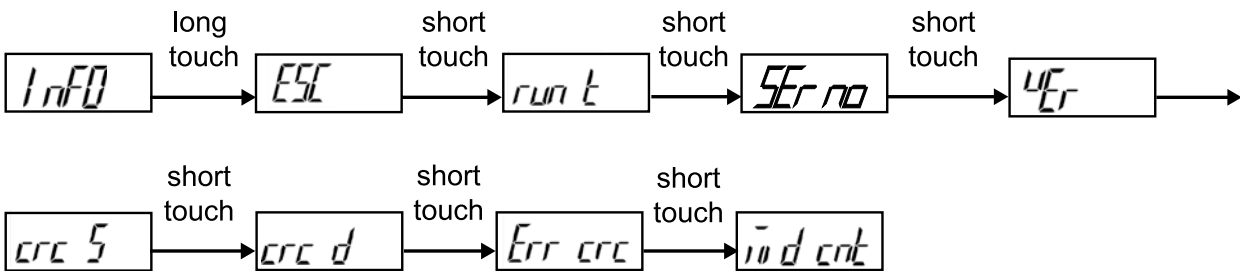 long short short short
touch touch touch touch
InFO ESC run t SEr no vEr
short short short
touch touch touch
crc S crc d Err crc cnt